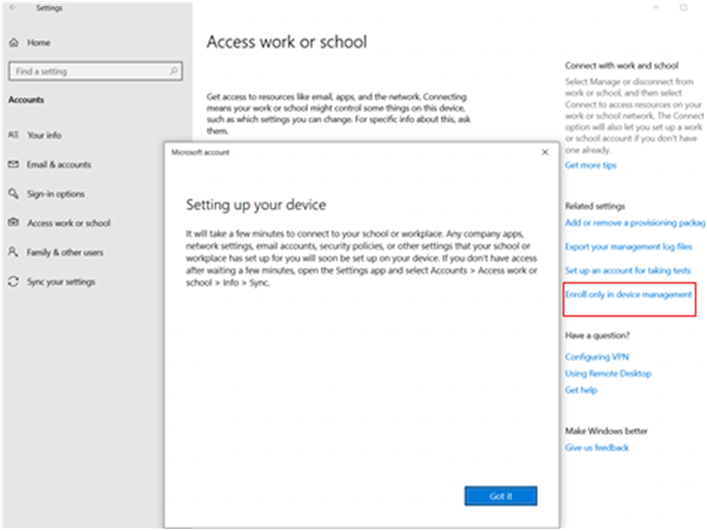 Settings
Home
Find a setting
Accounts
Your info
Email & accounts
Sign-in options
Access work or school
Family & other users
Sync your settings
Access work or school
Get access to resources like email, apps, and the network. Connecting
means your work or school might control some things on this device,
such as which settings you can change. For specific info about this, ask
them.
Microsoft account
Setting up your device
It will take a few minutes to connect to your school or workplace. Any company apps,
network settings, email accounts, security policies, or other settings that your school or
workplace has set up for you will soon be set up on your device. If you don't have access
after waiting a few minutes, open the Settings app and select Accounts > Access work or
school > Info > Sync.
Got it
Connect with work and school
Select Manage or disconnect from
work or school, and then select
Connect to access resources on your
work or school network. The Connect
option will also let you set up a work
or school account if you don't have
one already.
Get more tips
Related settings
Add or remove a provisioning packag
Export your management log files
Set up an account for taking tests
Enroll only in device management
Have a question?
Configuring VPN
Using Remote Desktop
Get help
Make Windows better
Give us feedback